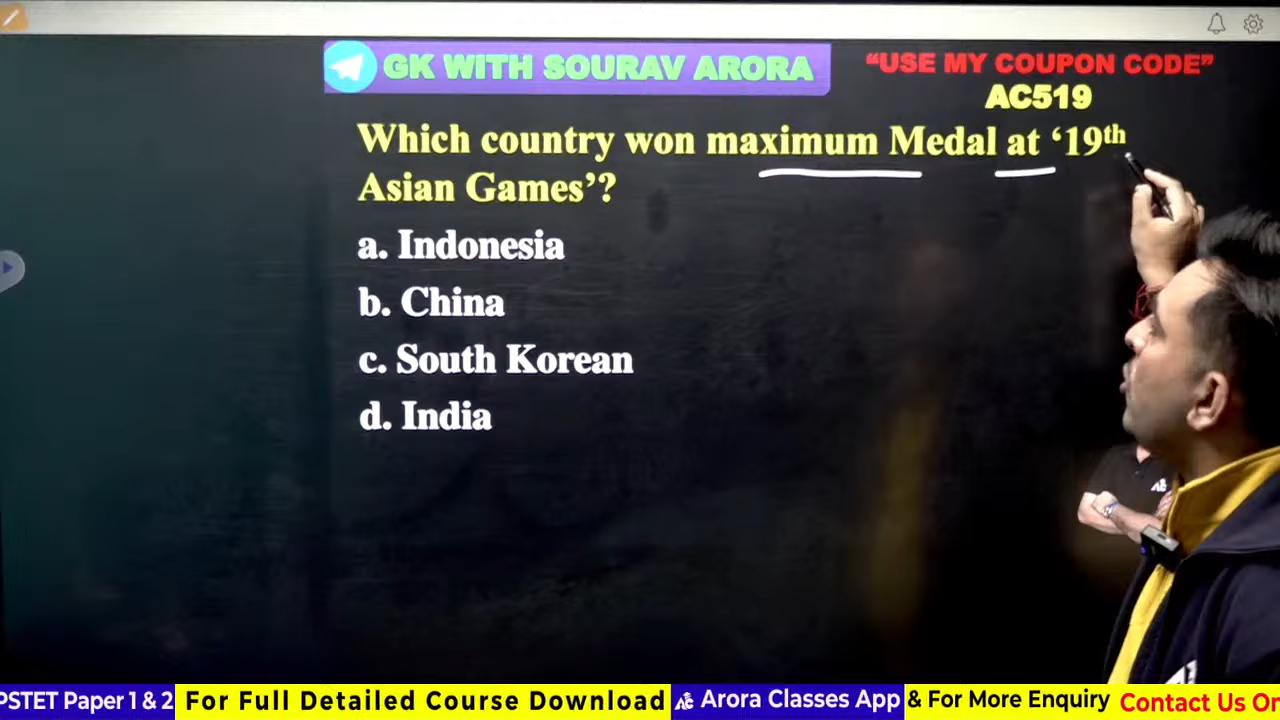 GK WITH SOURAV ARORA
“USE MY COUPON CODE”
AC519
Which country won maximum Medal at ‘19th
Asian Games’?
a. Indonesia
b. China
c. South Korean
d. India
PSTET Paper 1 & 2 For Full Detailed Course Download Arora Classes App & For More Enquiry Contact Us On